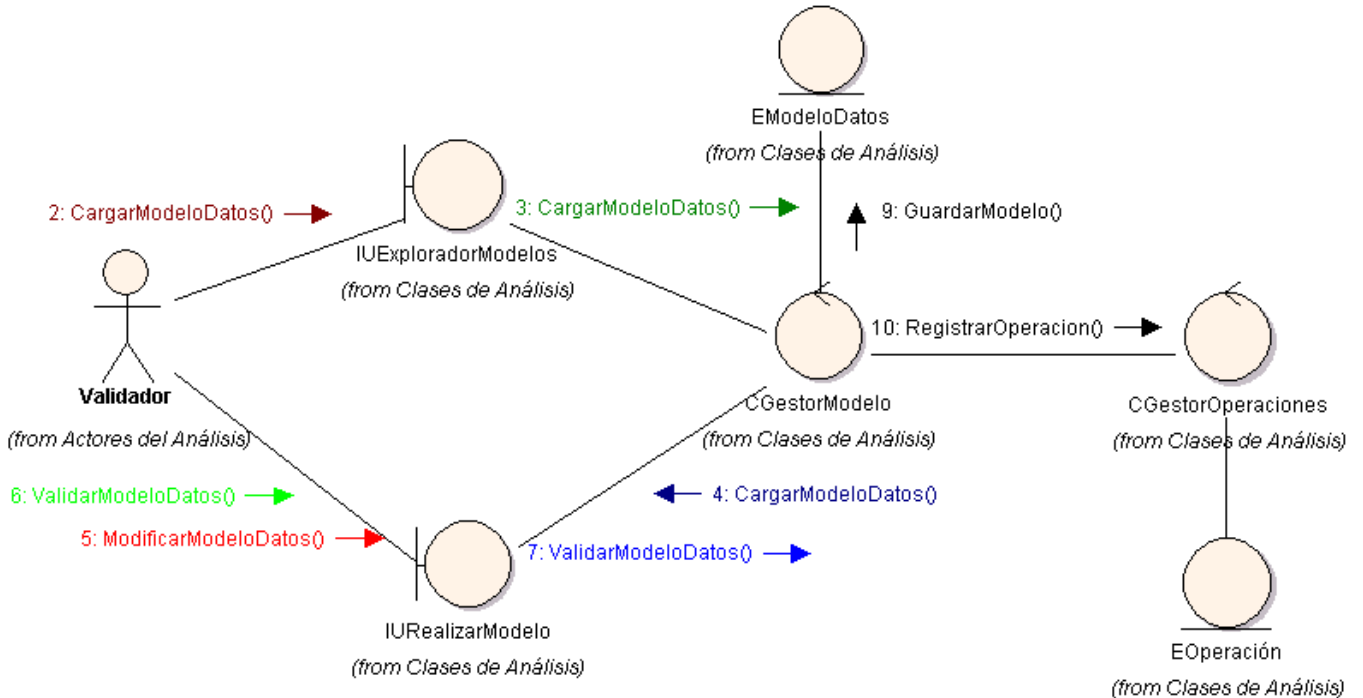 EModeloDatos
(from Clases de Análisis)
2: CargarModeloDatos()
3: CargarModeloDatos()
9: GuardarModelo()
IUExploradorModelos
(from Clases de Análisis)
10: RegistrarOperacion()
Validador
(from Actores del Análisis)
CGestorModelo
(from Clases de Análisis)
CGestorOperaciones
(from Clases de Análisis)
6: ValidarModeloDatos()
4: CargarModeloDatos()
5: ModificarModeloDatos()
7: ValidarModeloDatos()
IURealizarModelo
(from Clases de Análisis)
EOperación
(from Clases de Análisis)